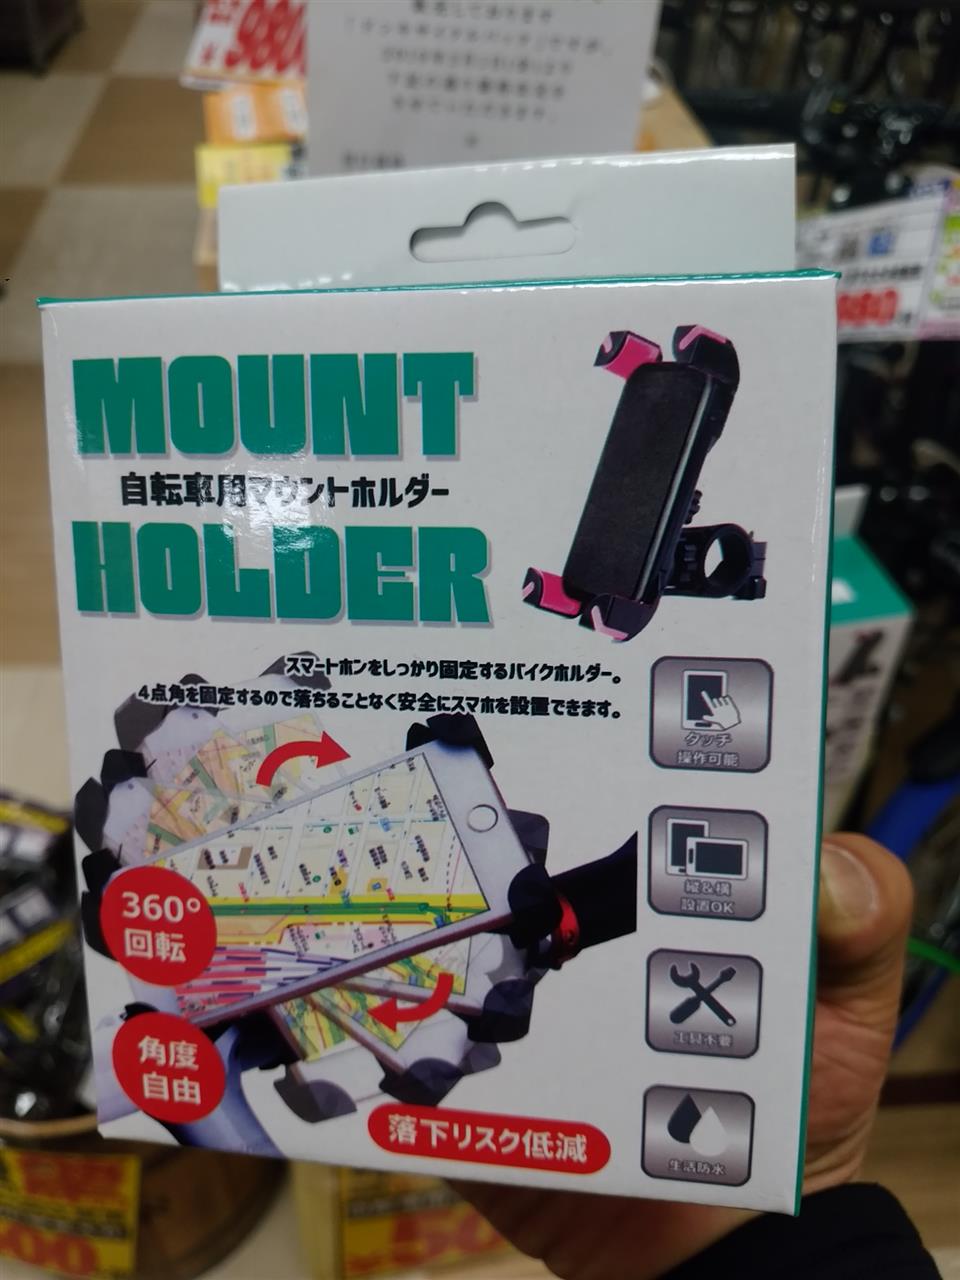 MOUNT
自転車用マウントホルダー
HOLDER
スマートホンをしっかり固定するバイクホルダー。
4点角を固定するので落ちることなく安全にスマホを設置できます。
タッチ
操作可能
縦&横
設置OK
360°
回転
工具不要
角度
自由
落下リスク低減
生活防水